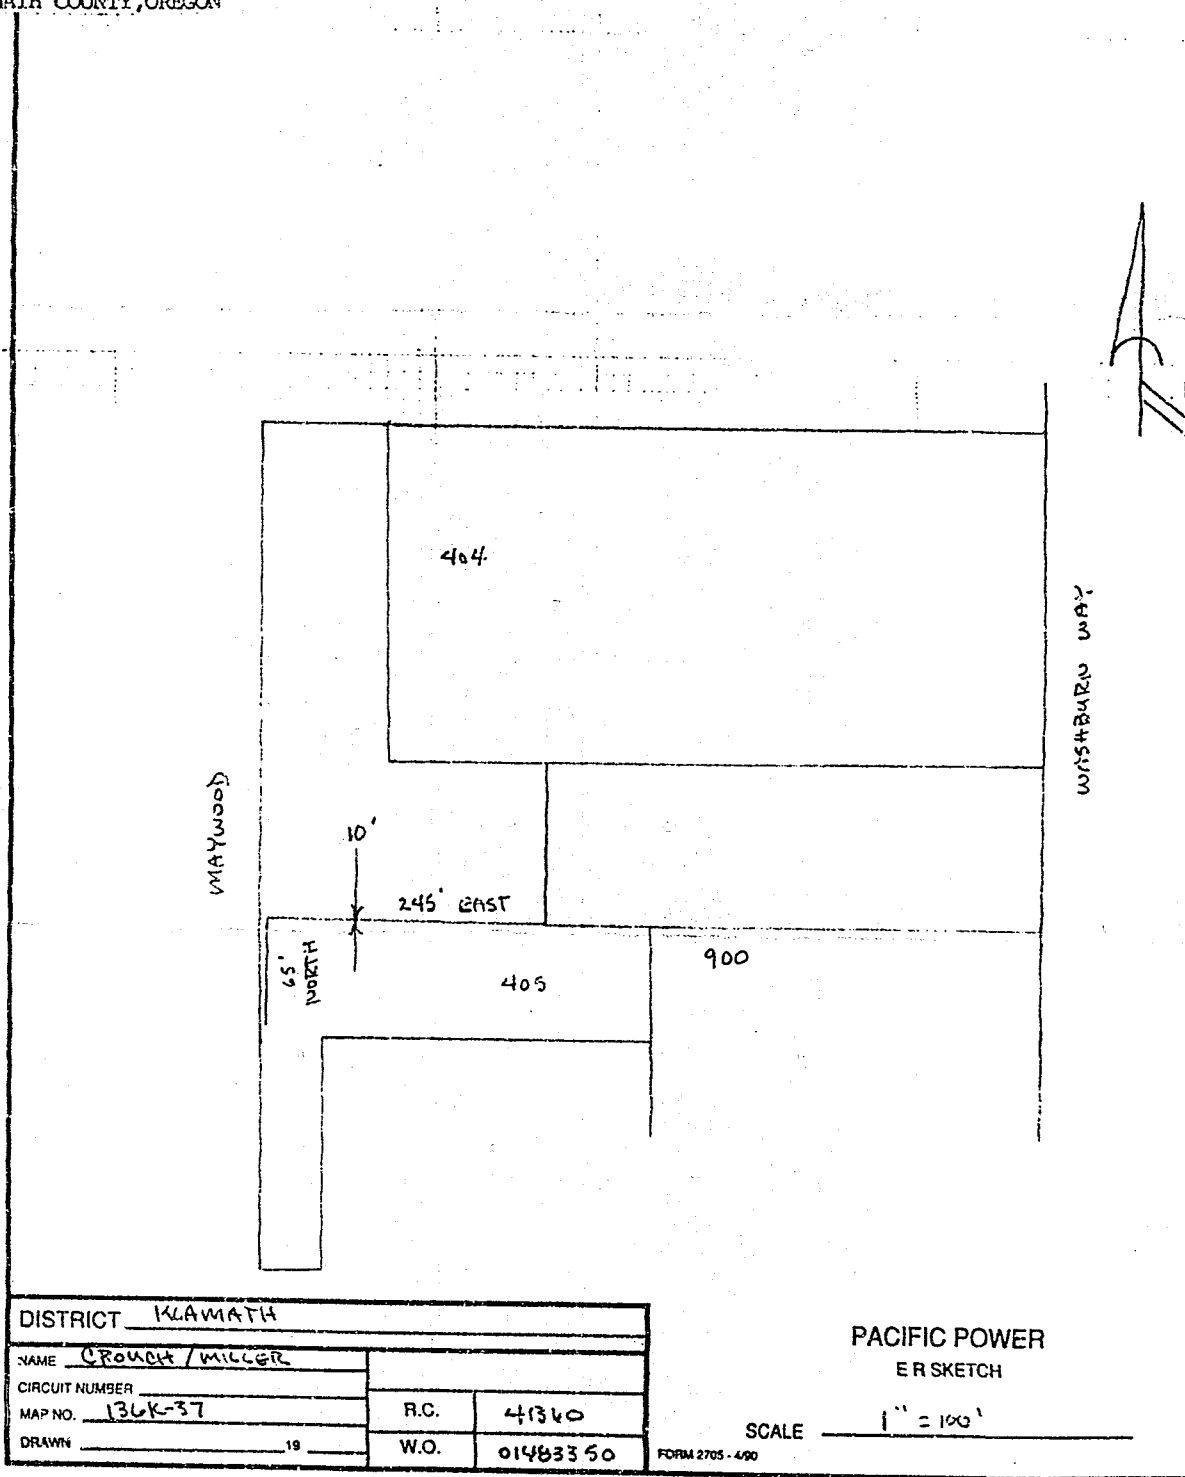 COUNTY, OREGON
404
WASHBURN WAY
MAYWOOD
10'
245' EAST
65'
NORTH
900
405
DISTRICT KLAMATH
NAME CROUCH / MILLER
CIRCUIT NUMBER
MAP NO. 136K-37
DRAWN 19
R.C. 41360
W.O. 01483350
PACIFIC POWER
E R SKETCH
SCALE 1" = 100'
FORM 2705 - 4/90